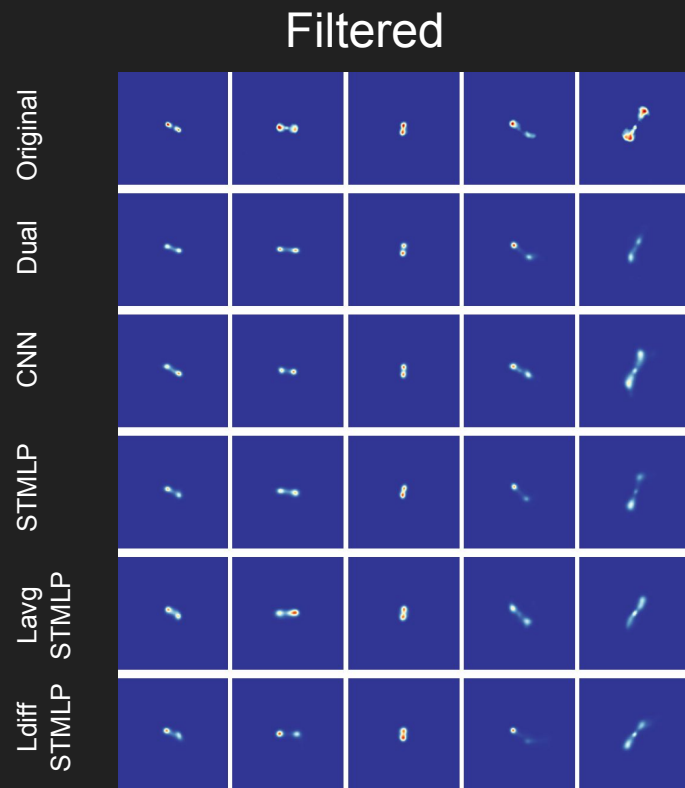 Filtered
Original
Dual
CNN
STMLP
Lavg
STMLP
Ldiff
STMLP